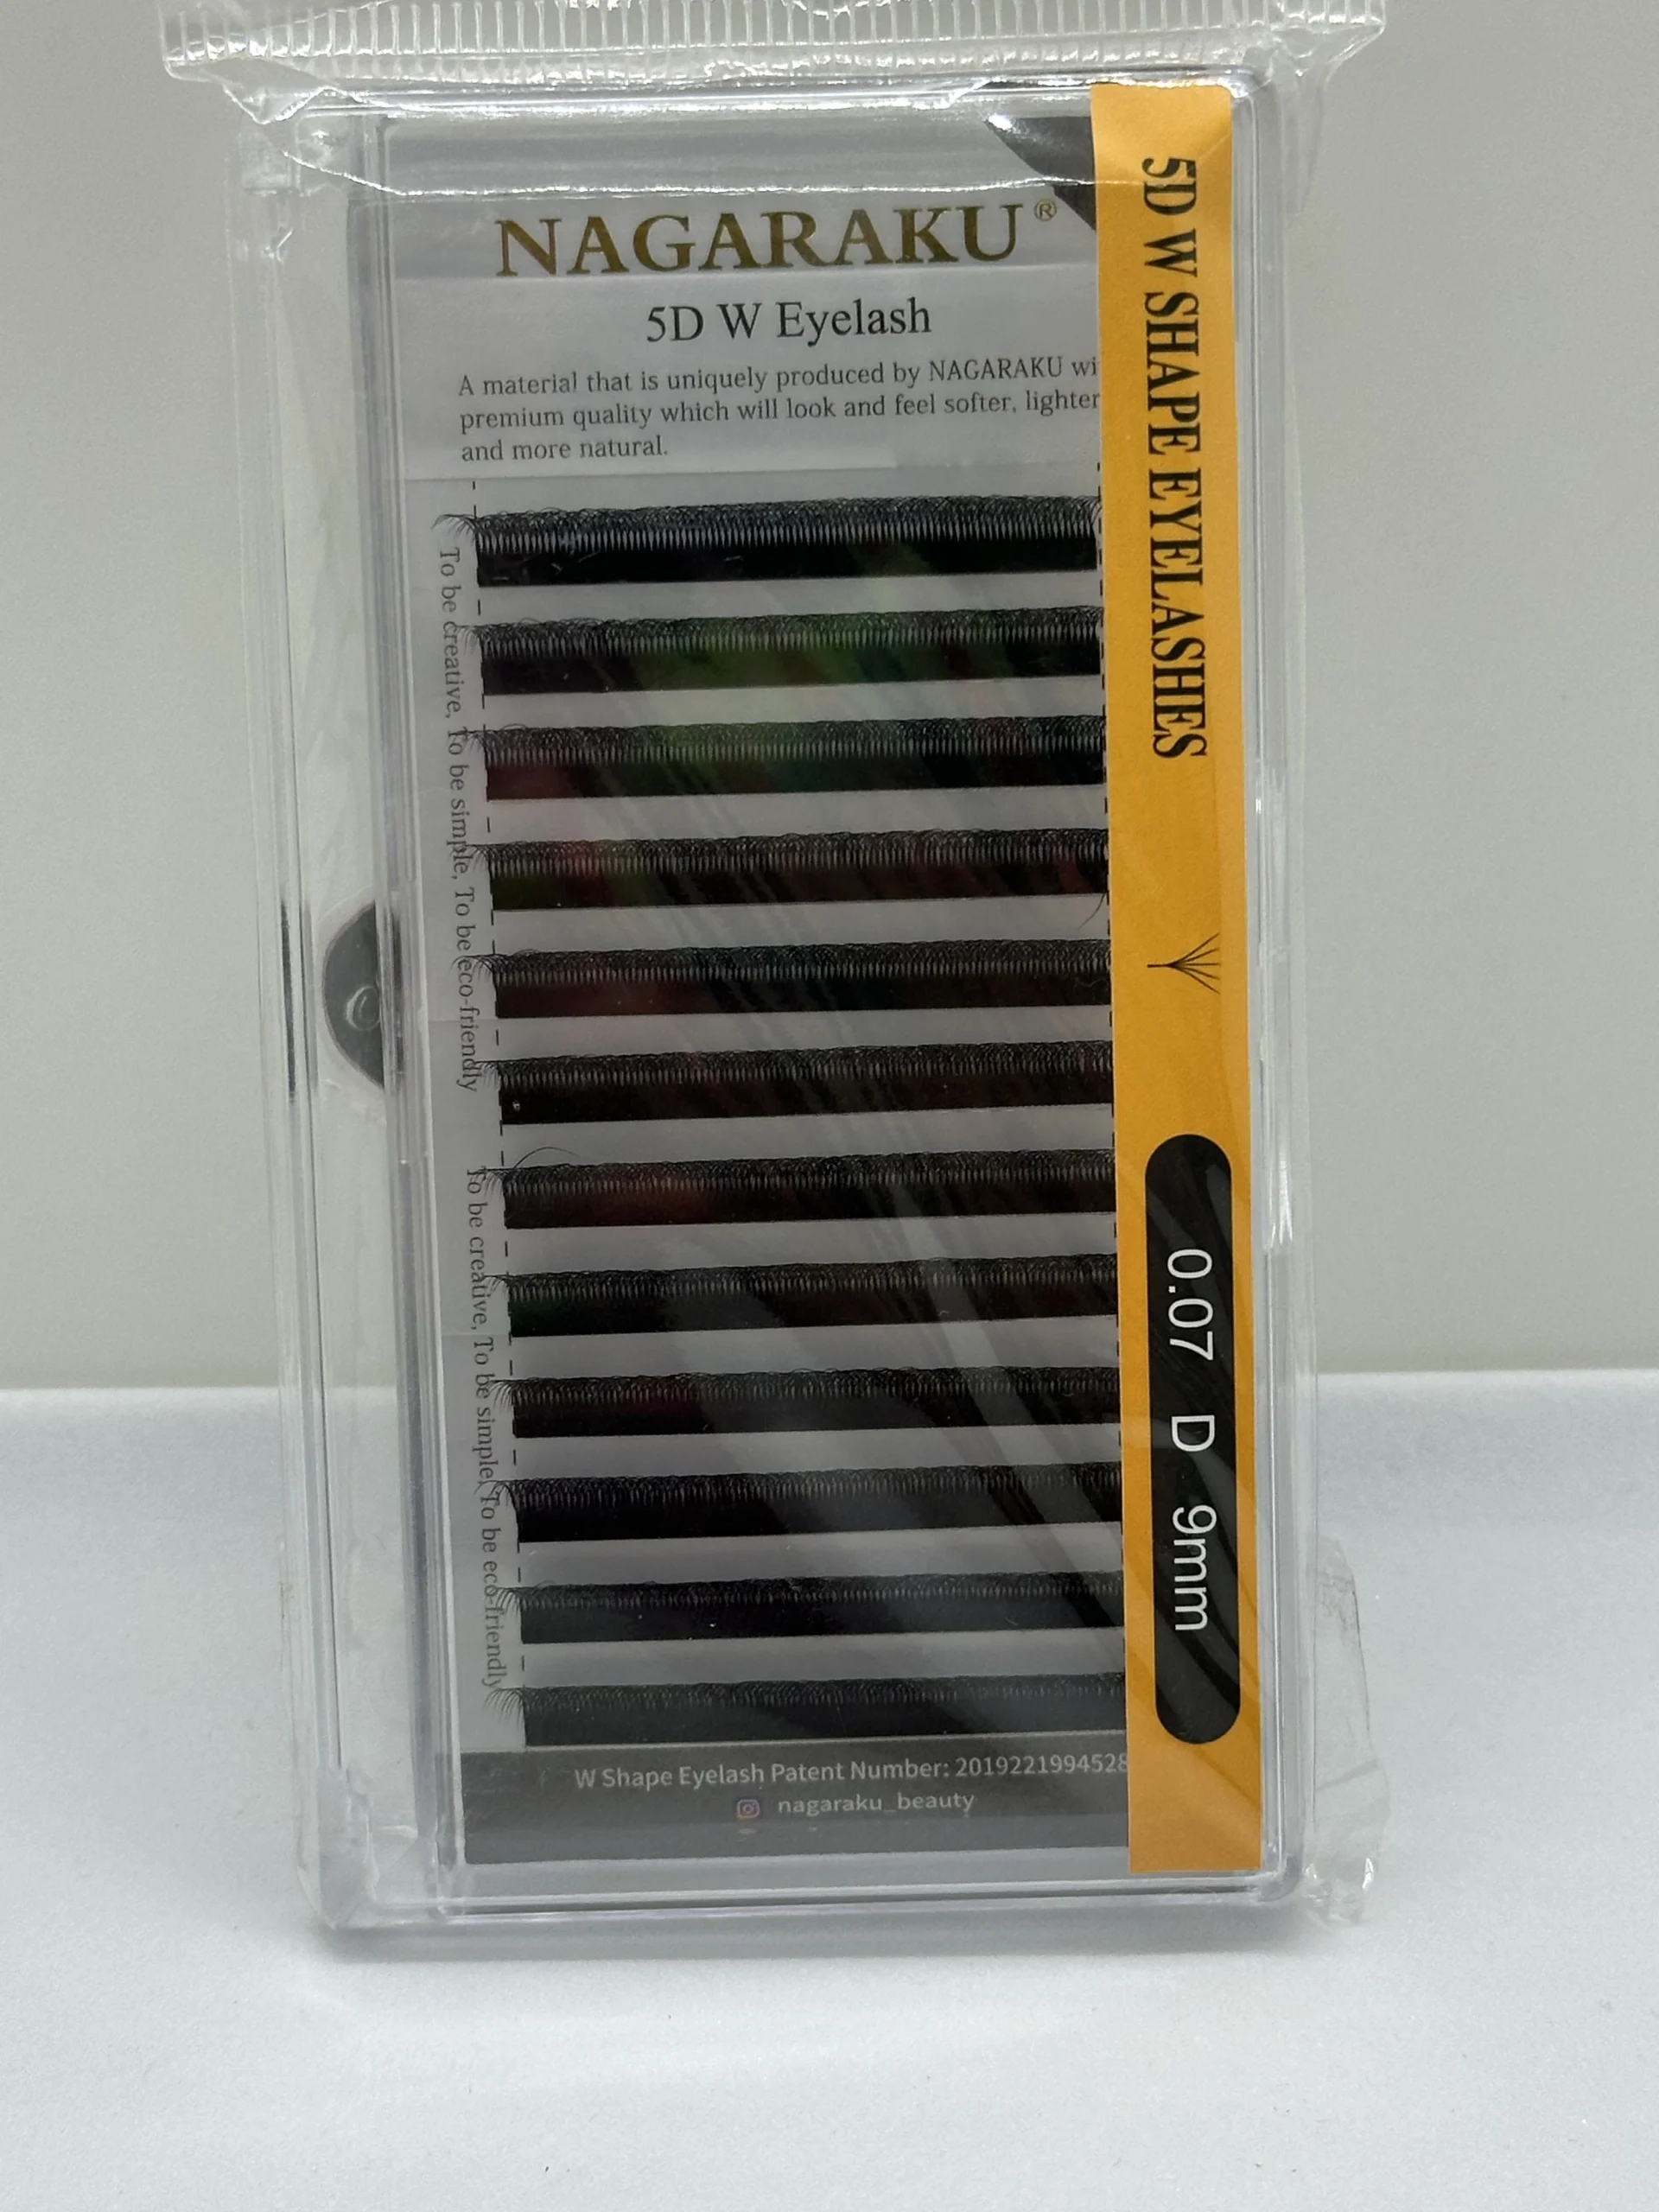 NAGARAKU®
5D W Eyelash
A material that is uniquely produced by NAGARAKU wi
premium quality which will look and feel softer, lighter
and more natural.
To be creative, To be simple, To be eco-friendly
To be creative, To be simple, To be eco-friendly
5D W SHAPE EYELASHES
0.07 D 9mm
W Shape Eyelash Patent Number: 2019221994528
nagaraku_beauty